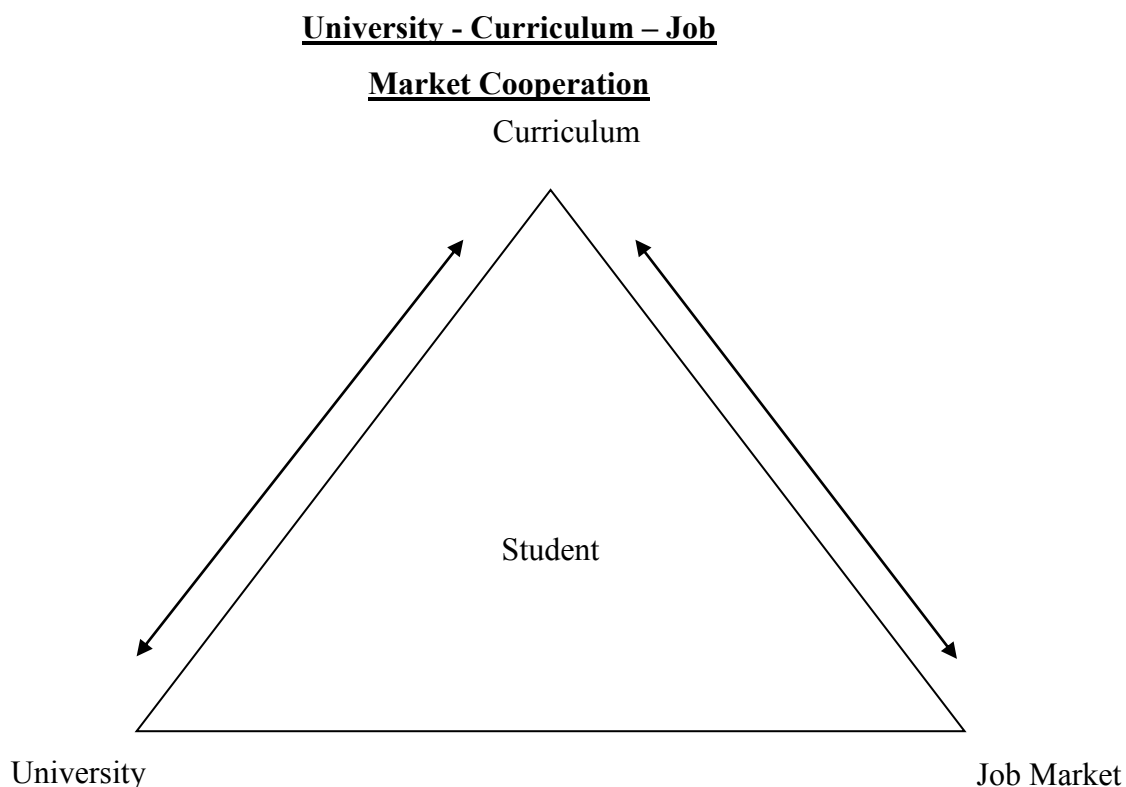 University - Curriculum – Job
Market Cooperation
Curriculum
Student
University
Job Market